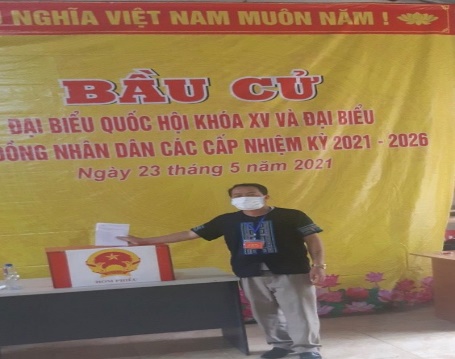 NGHĨA VIỆT NAM MUÔN NĂM !
BẦU CỬ
ĐẠI BIỂU QUỐC HỘI KHÓA XV VÀ ĐẠI BIỂU
ĐỒNG NHÂN DÂN CÁC CẤP NHIỆM KỲ 2021 - 2026
Ngày 23 tháng 5 năm 2021